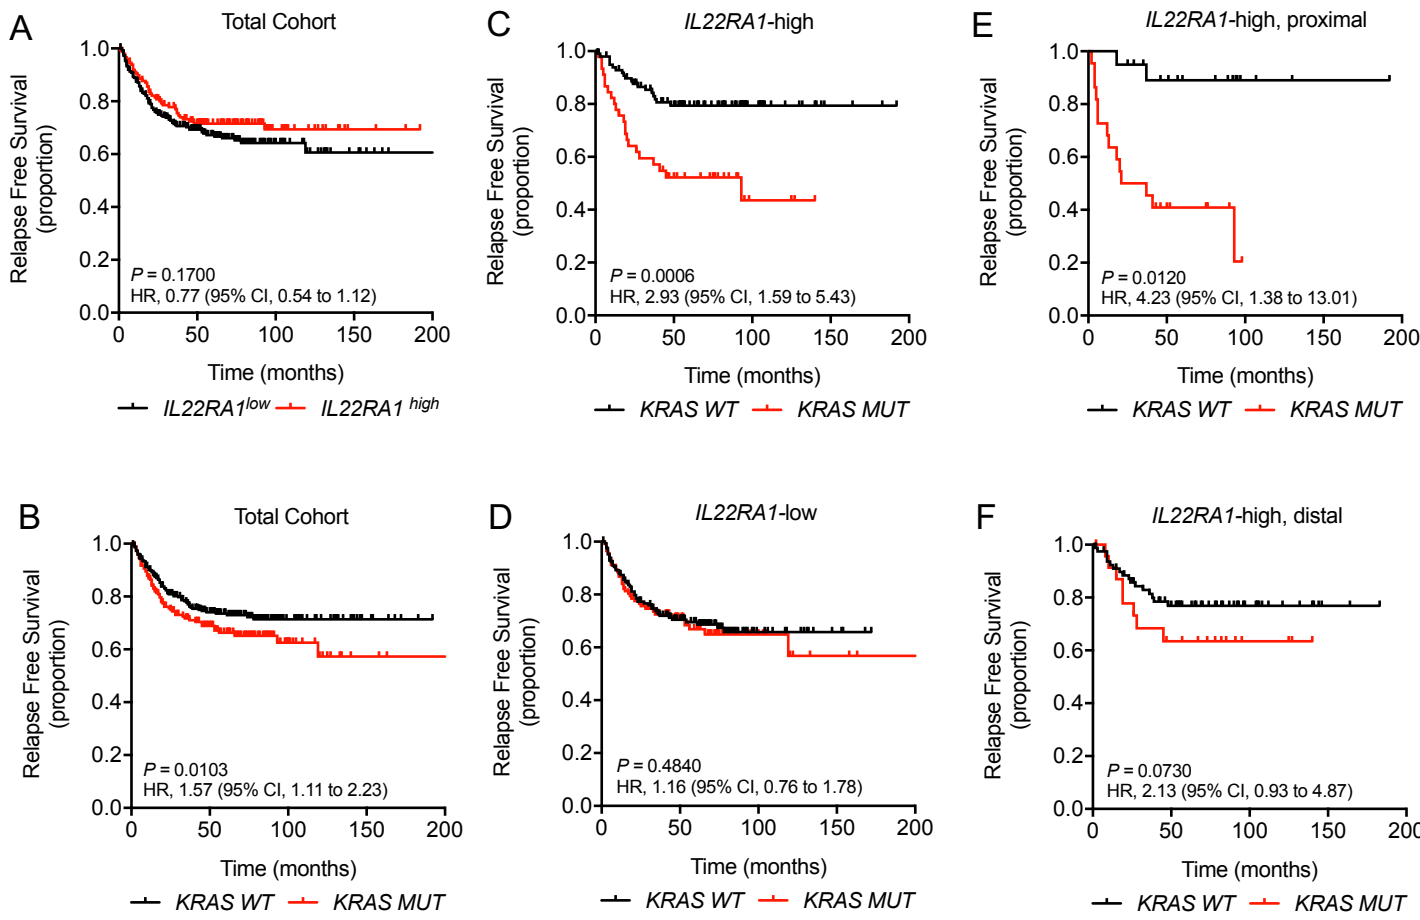 A
Total Cohort
Relapse Free Survival
(proportion)
1.0
0.8
0.6
0.4
0.2
0.0
P = 0.1700
HR, 0.77 (95% CI, 0.54 to 1.12)
0 50 100 150 200
Time (months)
IL22RA1low IL22RA1 high
C
IL22RA1-high
Relapse Free Survival
(proportion)
1.0
0.8
0.6
0.4
0.2
0.0
P = 0.0006
HR, 2.93 (95% CI, 1.59 to 5.43)
0 50 100 150 200
Time (months)
KRAS WT KRAS MUT
E
IL22RA1-high, proximal
Relapse Free Survival
(proportion)
1.0
0.8
0.6
0.4
0.2
0.0
P = 0.0120
HR, 4.23 (95% CI, 1.38 to 13.01)
0 50 100 150 200
Time (months)
KRAS WT KRAS MUT
B
Total Cohort
Relapse Free Survival
(proportion)
1.0
0.8
0.6
0.4
0.2
0.0
P = 0.0103
HR, 1.57 (95% CI, 1.11 to 2.23)
0 50 100 150 200
Time (months)
KRAS WT KRAS MUT
D
IL22RA1-low
Relapse Free Survival
(proportion)
1.0
0.8
0.6
0.4
0.2
0.0
P = 0.4840
HR, 1.16 (95% CI, 0.76 to 1.78)
0 50 100 150 200
Time (months)
KRAS WT KRAS MUT
F
IL22RA1-high, distal
Relapse Free Survival
(proportion)
1.0
0.8
0.6
0.4
0.2
0.0
P = 0.0730
HR, 2.13 (95% CI, 0.93 to 4.87)
0 50 100 150 200
Time (months)
KRAS WT KRAS MUT